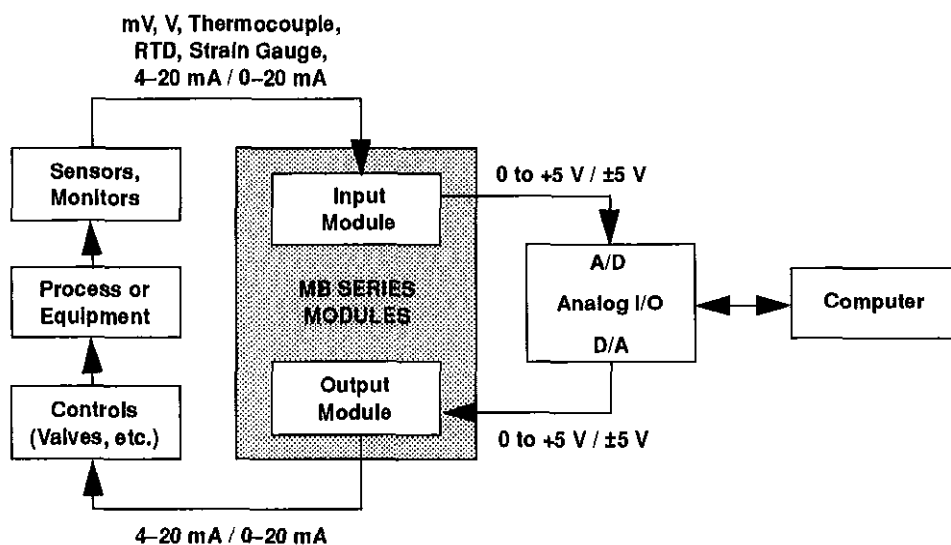 mV, V, Thermocouple,
RTD, Strain Gauge,
4–20 mA / 0–20 mA
Sensors,
Monitors
Input
Module
0 to +5 V / ±5 V
A/D
Analog I/O
D/A
Computer
Process or
Equipment
MB SERIES
MODULES
Controls
(Valves, etc.)
Output
Module
0 to +5 V / ±5 V
4–20 mA / 0–20 mA